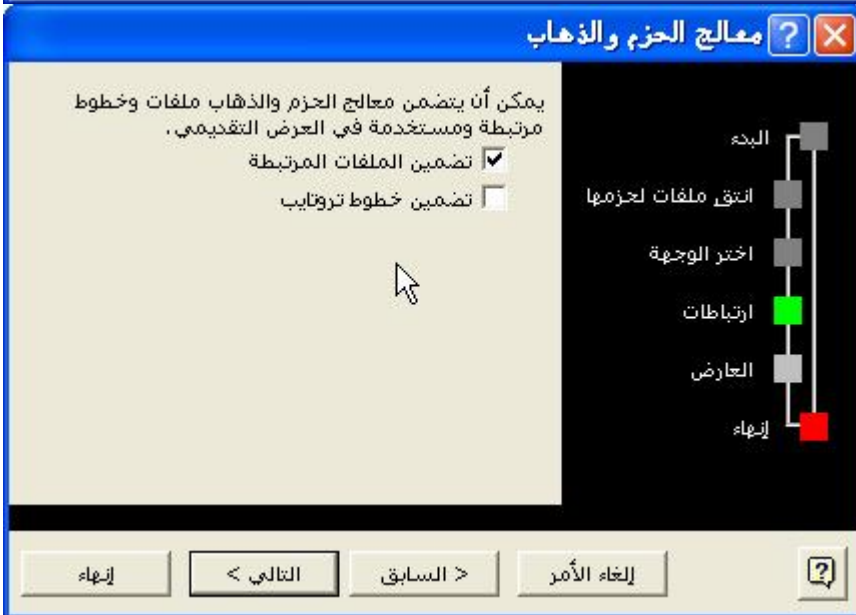 معالج الحزم والذهاب
يمكن أن يتضمن معالج الحزم والذهاب ملفات وخطوط
مرتبطة ومستخدمة في العرض التقديمي.
تضمين الملفات المرتبطة
تضمين خطوط تروتايب
البدء
انتق ملفات لحزمها
اختر الوجهة
ارتباطات
العارض
إنهاء
إلغاء الأمر
< السابق
التالي >
إنهاء